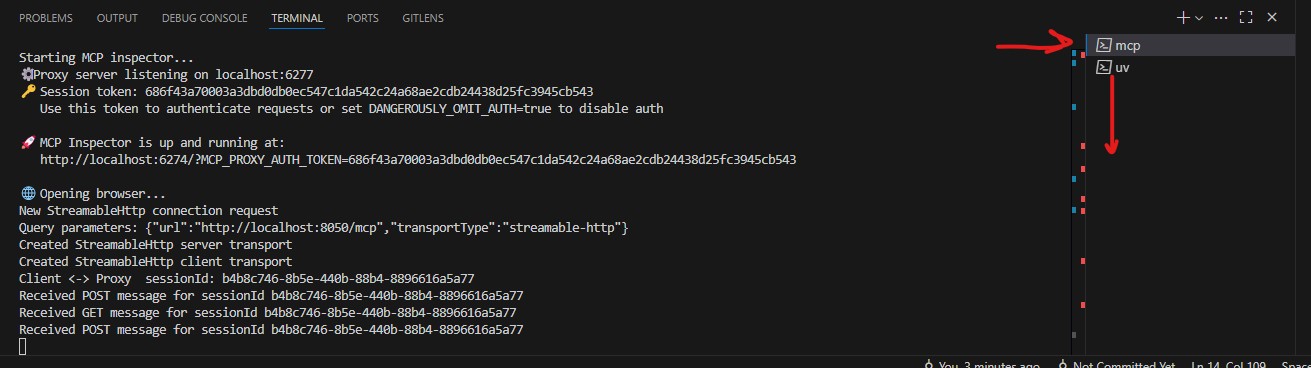 PROBLEMS OUTPUT DEBUG CONSOLE TERMINAL PORTS GITLENS
Starting MCP inspector...
⚙️Proxy server listening on localhost:6277
🔑 Session token: 686f43a70003a3dbd0db0ec547c1da542c24a68ae2cdb24438d25fc3945cb543
Use this token to authenticate requests or set DANGEROUSLY_OMIT_AUTH=true to disable auth
🚀 MCP Inspector is up and running at:
http://localhost:6274/?MCP_PROXY_AUTH_TOKEN=686f43a70003a3dbd0db0ec547c1da542c24a68ae2cdb24438d25fc3945cb543
🌐 Opening browser...
New StreamableHttp connection request
Query parameters: {"url":"http://localhost:8050/mcp","transportType":"streamable-http"}
Created StreamableHttp server transport
Created StreamableHttp client transport
Client <-> Proxy  sessionId: b4b8c746-8b5e-440b-88b4-8896616a5a77
Received POST message for sessionId b4b8c746-8b5e-440b-88b4-8896616a5a77
Received GET message for sessionId b4b8c746-8b5e-440b-88b4-8896616a5a77
Received POST message for sessionId b4b8c746-8b5e-440b-88b4-8896616a5a77
mcp
uv
You, 3 minutes ago Not Committed Yet Ln 14, Col 109 Space